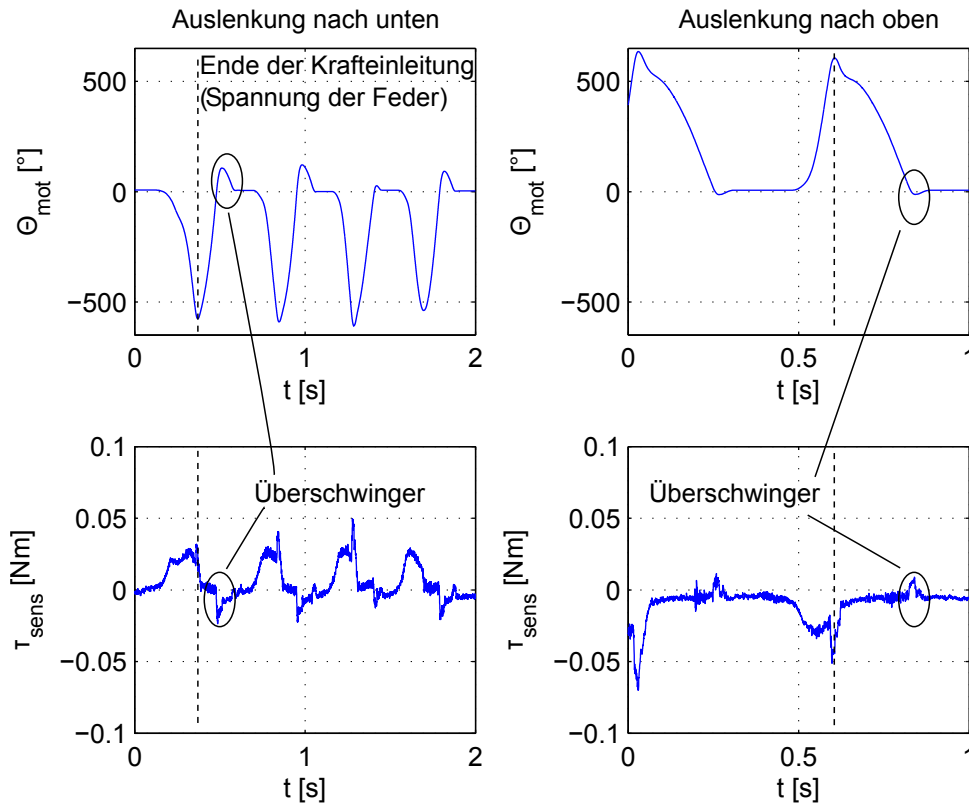 Auslenkung nach unten
500
0
−500
Θmot [°]
Ende der Krafteinleitung
(Spannung der Feder)
0
1
2
t [s]
Auslenkung nach oben
500
0
−500
Θmot [°]
0
0.5
1
t [s]
0.1
0.05
0
−0.05
−0.1
τsens [Nm]
Überschwinger
0
1
2
t [s]
0.1
0.05
0
−0.05
−0.1
τsens [Nm]
Überschwinger
0
0.5
1
t [s]